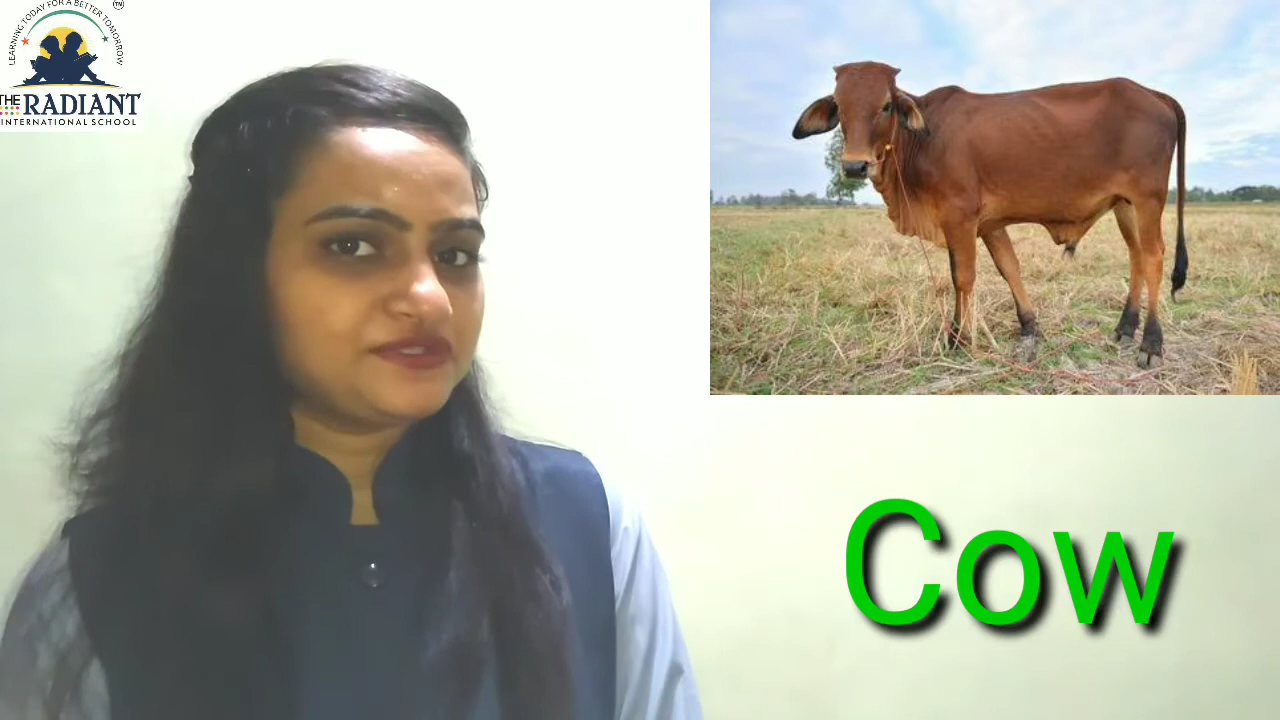 LEARNING TODAY FOR A BETTER TOMORROW
TM
THE RADIANT
INTERNATIONAL SCHOOL
Cow